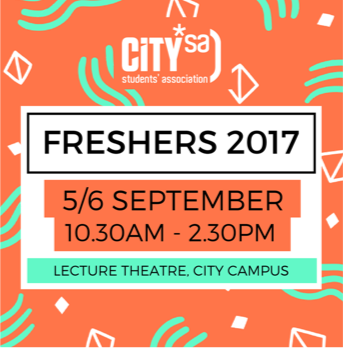 CiTY*sa)
students' association
FRESHERS 2017
5/6 SEPTEMBER
10.30AM - 2.30PM
LECTURE THEATRE, CITY CAMPUS